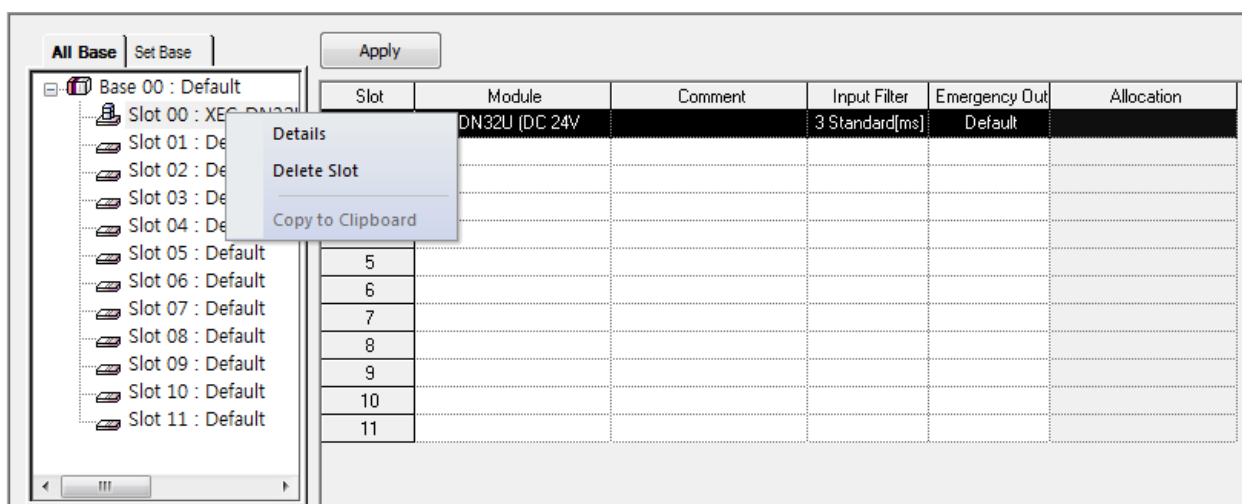 All Base Set Base Apply
Base 00 : Default
Slot 00 : XEC-DN32U
Slot 01 : De
Slot 02 : De
Slot 03 : De
Slot 04 : De
Slot 05 : Default
Slot 06 : Default
Slot 07 : Default
Slot 08 : Default
Slot 09 : Default
Slot 10 : Default
Slot 11 : Default
Details
Delete Slot
Copy to Clipboard
Slot Module Comment Input Filter Emergency Out Allocation
DN32U (DC 24V 3 Standard[ms] Default
5
6
7
8
9
10
11